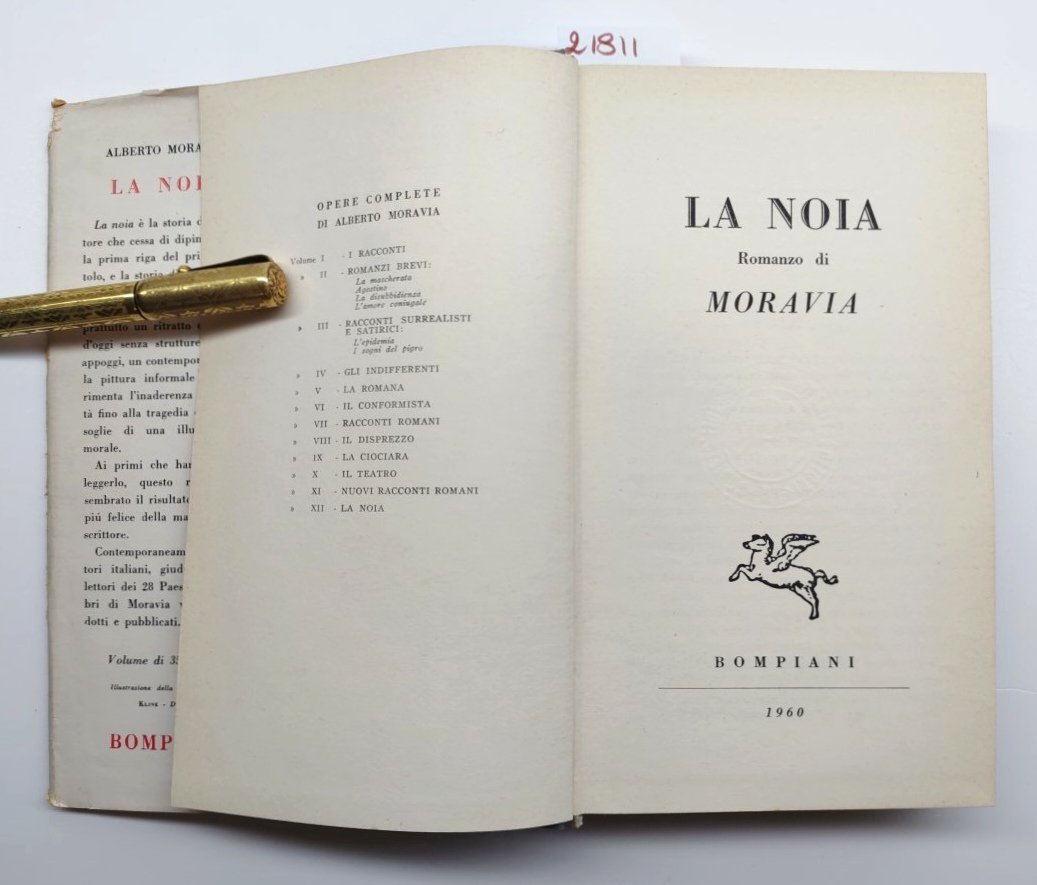 21811
ALBERTO MORA
LA NOI
La noia è la storia
tore che cessa di dipin
la prima riga del pri
tolo, e la storia
prattutto un ritratto
d'oggi senza strutture
appoggi, un contempor
la pittura informale
rimenta l'inaderenza
tà fino alla tragedia
soglie di una illu
morale.
Ai primi che han
leggerlo, questo r
sembrato il risultato
piú felice della ma
scrittore.
Contemporaneam
tori italiani, giud
lettori dei 28 Paes
bri di Moravia v
dotti e pubblicati.
Volume di 35
Illustrazione della
KLINE - D
BOMP
OPERE COMPLETE
DI ALBERTO MORAVIA
Volume I - I RACCONTI
» II - ROMANZI BREVI:
La mascherata
Agostino
La disubbidienza
L'amore coniugale
» III - RACCONTI SURREALISTI
E SATIRICI:
L'epidemia
I sogni del pigro
» IV - GLI INDIFFERENTI
» V - LA ROMANA
» VI - IL CONFORMISTA
» VII - RACCONTI ROMANI
» VIII - IL DISPREZZO
» IX - LA CIOCIARA
» X - IL TEATRO
» XI - NUOVI RACCONTI ROMANI
» XII - LA NOIA
LA NOIA
Romanzo di
MORAVIA
BOMPIANI
1960